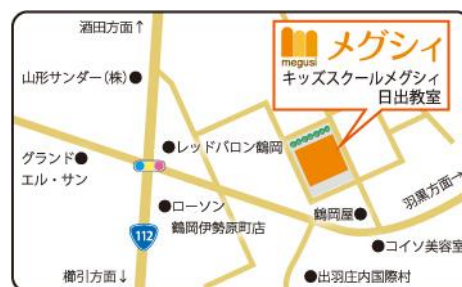 酒田方面↑
megusi
メグシィ
キッズスクールメグシィ
日出教室
山形サンダー(株)
レッドバロン鶴岡
グランド
エル・サン
ローソン
鶴岡伊勢原町店
112
鶴岡屋
羽黒方面→
コイソ美容室
櫛引方面↓
出羽庄内国際村